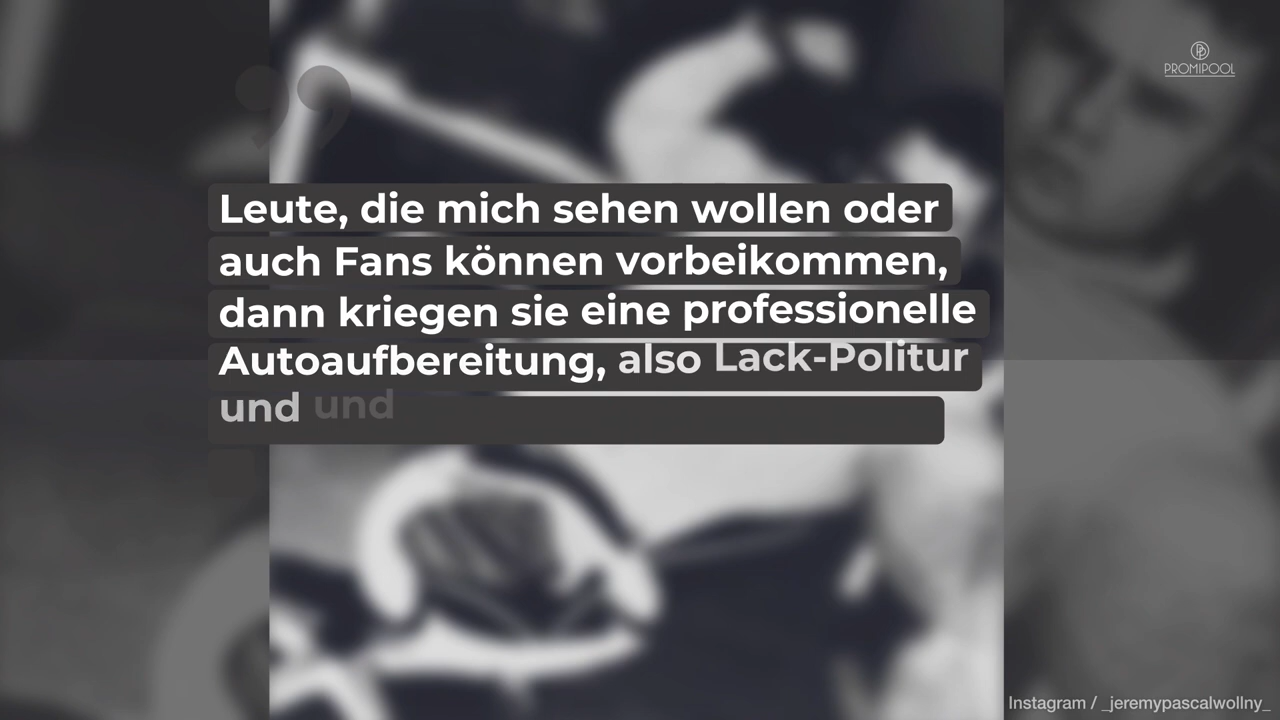 PROMIPOOL
Leute, die mich sehen wollen oder
auch Fans können vorbeikommen,
dann kriegen sie eine professionelle
Autoaufbereitung, also Lack-Politur
und und
Instagram / _jeremypascalwollny_